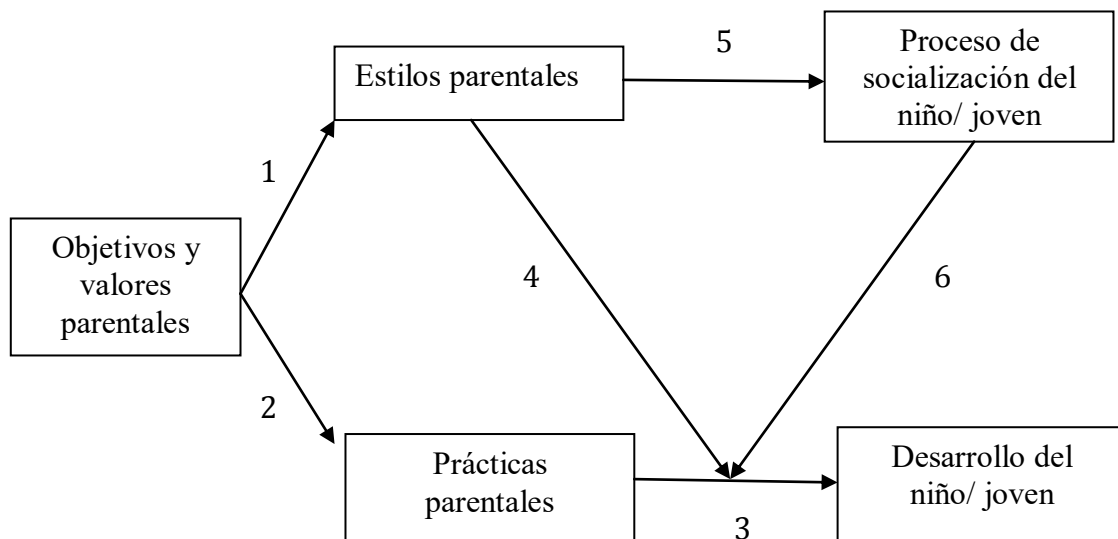 5
Estilos parentales
Proceso de
socialización del
niño/ joven
1
Objetivos y
valores
parentales
4
6
2
Prácticas
parentales
3
Desarrollo del
niño/ joven